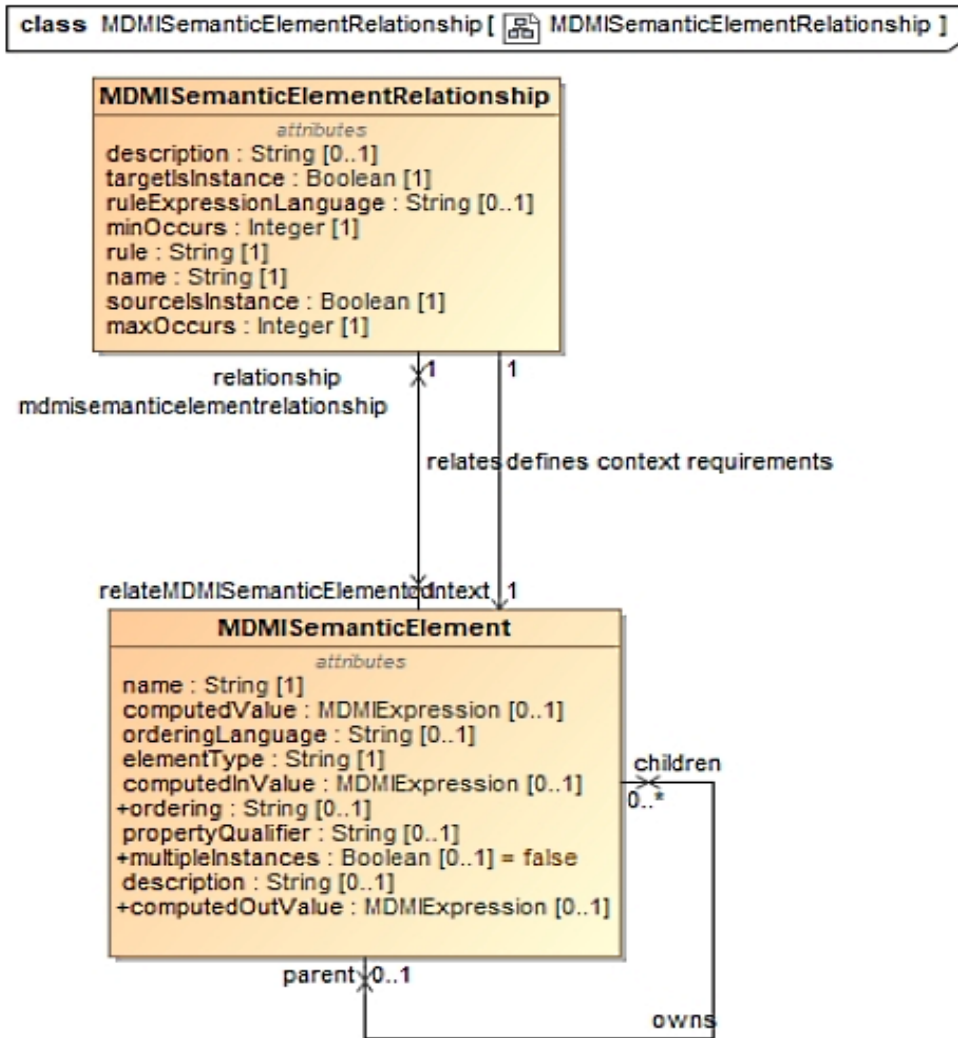 class MDMISemanticElementRelationship [ MDMISemanticElementRelationship ]
MDMISemanticElementRelationship
attributes
description : String [0..1]
targetIsInstance : Boolean [1]
ruleExpressionLanguage : String [0..1]
minOccurs : Integer [1]
rule : String [1]
name : String [1]
sourceIsInstance : Boolean [1]
maxOccurs : Integer [1]
relationship 1 1
mdmisemanticelementrelationship
relates defines context requirements
relateMDMISemanticElement 1
MDMISemanticElement
attributes
name : String [1]
computedValue : MDMIExpression [0..1]
orderingLanguage : String [0..1]
elementType : String [1]
computedInValue : MDMIExpression [0..1]
+ordering : String [0..1]
propertyQualifier : String [0..1]
+multipleInstances : Boolean [0..1] = false
description : String [0..1]
+computedOutValue : MDMIExpression [0..1]
children
0..*
parent 0..1
owns